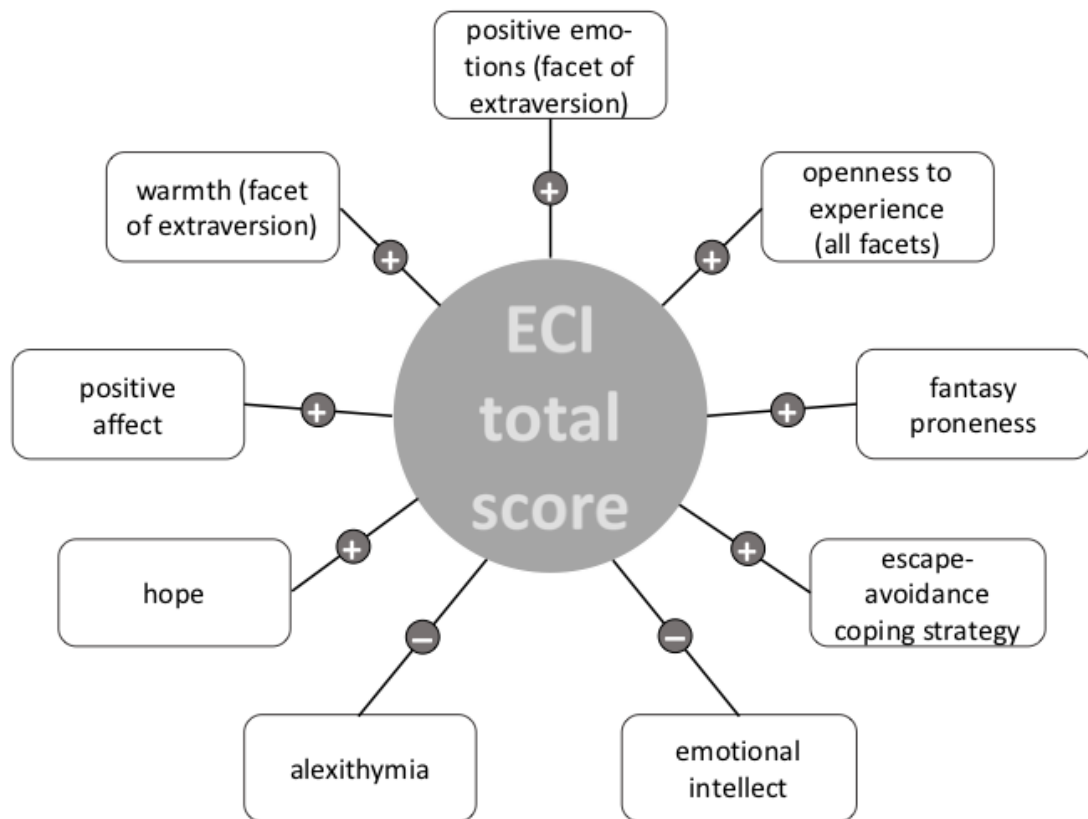 positive emo-
tions (facet of
extraversion)
+
warmth (facet
of extraversion)
+
openness to
experience
(all facets)
+
ECI
total
score
positive
affect
+
fantasy
proneness
+
hope
+
escape-
avoidance
coping strategy
+
alexithymia
−
emotional
intellect
−